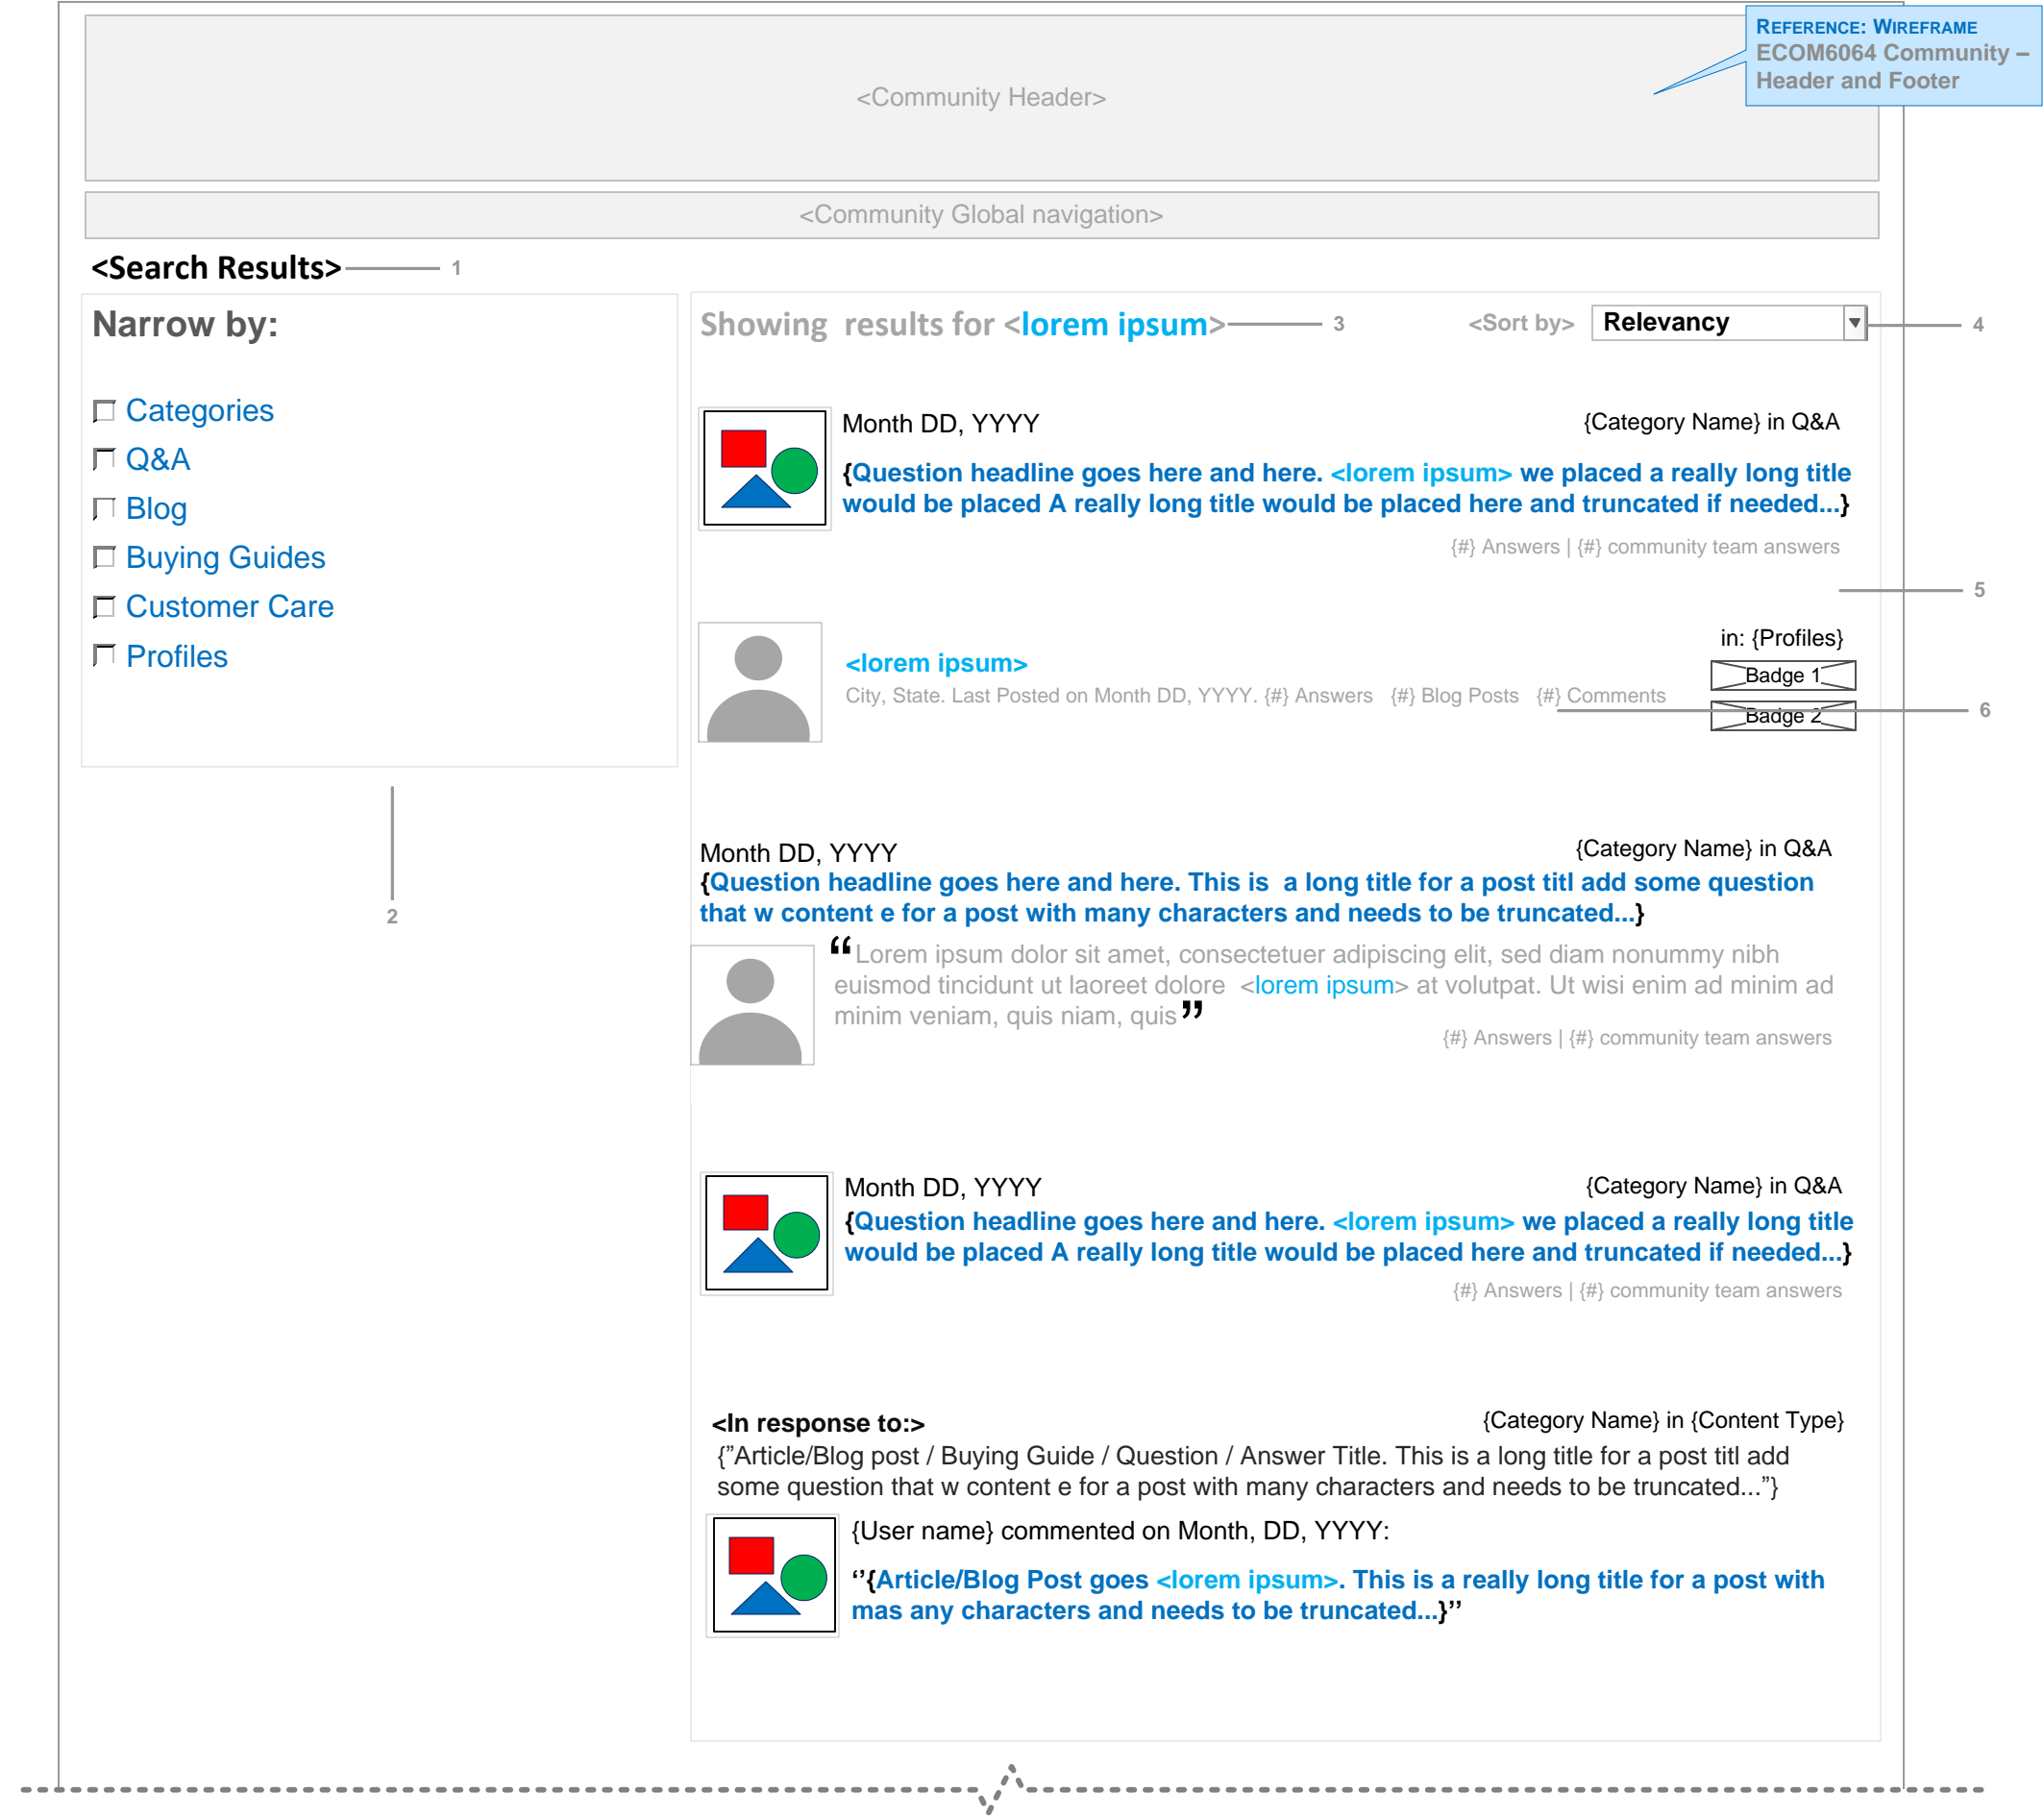 REFERENCE: WIREFRAME
ECOM6064 Community –
Header and Footer
<Community Header>
<Community Global navigation>
<Search Results>
1
Narrow by:
Categories
Q&A
Blog
Buying Guides
Customer Care
Profiles
2
Showing  results for <lorem ipsum>
3
<Sort by>
Relevancy
4
Month DD, YYYY
{Category Name} in Q&A
{Question headline goes here and here. <lorem ipsum> we placed a really long title
would be placed A really long title would be placed here and truncated if needed...}
{#} Answers | {#} community team answers
5
in: {Profiles}
<lorem ipsum>
Badge 1
City, State. Last Posted on Month DD, YYYY. {#} Answers   {#} Blog Posts   {#} Comments
Badge 2
6
Month DD, YYYY
{Category Name} in Q&A
{Question headline goes here and here. This is  a long title for a post titl add some question
that w content e for a post with many characters and needs to be truncated...}
“Lorem ipsum dolor sit amet, consectetuer adipiscing elit, sed diam nonummy nibh
euismod tincidunt ut laoreet dolore  <lorem ipsum> at volutpat. Ut wisi enim ad minim ad
minim veniam, quis niam, quis”
{#} Answers | {#} community team answers
Month DD, YYYY
{Category Name} in Q&A
{Question headline goes here and here. <lorem ipsum> we placed a really long title
would be placed A really long title would be placed here and truncated if needed...}
{#} Answers | {#} community team answers
<In response to:>
{Category Name} in {Content Type}
{”Article/Blog post / Buying Guide / Question / Answer Title. This is a long title for a post titl add
some question that w content e for a post with many characters and needs to be truncated...”}
{User name} commented on Month, DD, YYYY:
‘’{Article/Blog Post goes <lorem ipsum>. This is a really long title for a post with
mas any characters and needs to be truncated...}’’